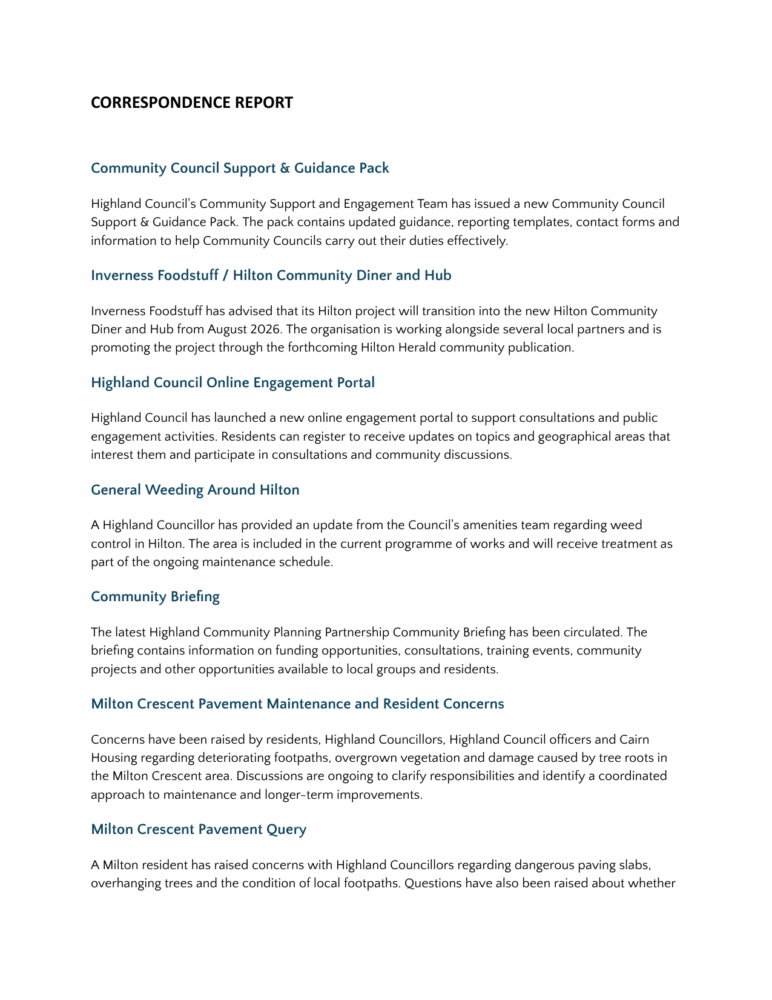 CORRESPONDENCE REPORT
Community Council Support & Guidance Pack
Highland Council's Community Support and Engagement Team has issued a new Community Council
Support & Guidance Pack. The pack contains updated guidance, reporting templates, contact forms and
information to help Community Councils carry out their duties effectively.
Inverness Foodstuff / Hilton Community Diner and Hub
Inverness Foodstuff has advised that its Hilton project will transition into the new Hilton Community
Diner and Hub from August 2026. The organisation is working alongside several local partners and is
promoting the project through the forthcoming Hilton Herald community publication.
Highland Council Online Engagement Portal
Highland Council has launched a new online engagement portal to support consultations and public
engagement activities. Residents can register to receive updates on topics and geographical areas that
interest them and participate in consultations and community discussions.
General Weeding Around Hilton
A Highland Councillor has provided an update from the Council's amenities team regarding weed
control in Hilton. The area is included in the current programme of works and will receive treatment as
part of the ongoing maintenance schedule.
Community Briefing
The latest Highland Community Planning Partnership Community Briefing has been circulated. The
briefing contains information on funding opportunities, consultations, training events, community
projects and other opportunities available to local groups and residents.
Milton Crescent Pavement Maintenance and Resident Concerns
Concerns have been raised by residents, Highland Councillors, Highland Council officers and Cairn
Housing regarding deteriorating footpaths, overgrown vegetation and damage caused by tree roots in
the Milton Crescent area. Discussions are ongoing to clarify responsibilities and identify a coordinated
approach to maintenance and longer-term improvements.
Milton Crescent Pavement Query
A Milton resident has raised concerns with Highland Councillors regarding dangerous paving slabs,
overhanging trees and the condition of local footpaths. Questions have also been raised about whether